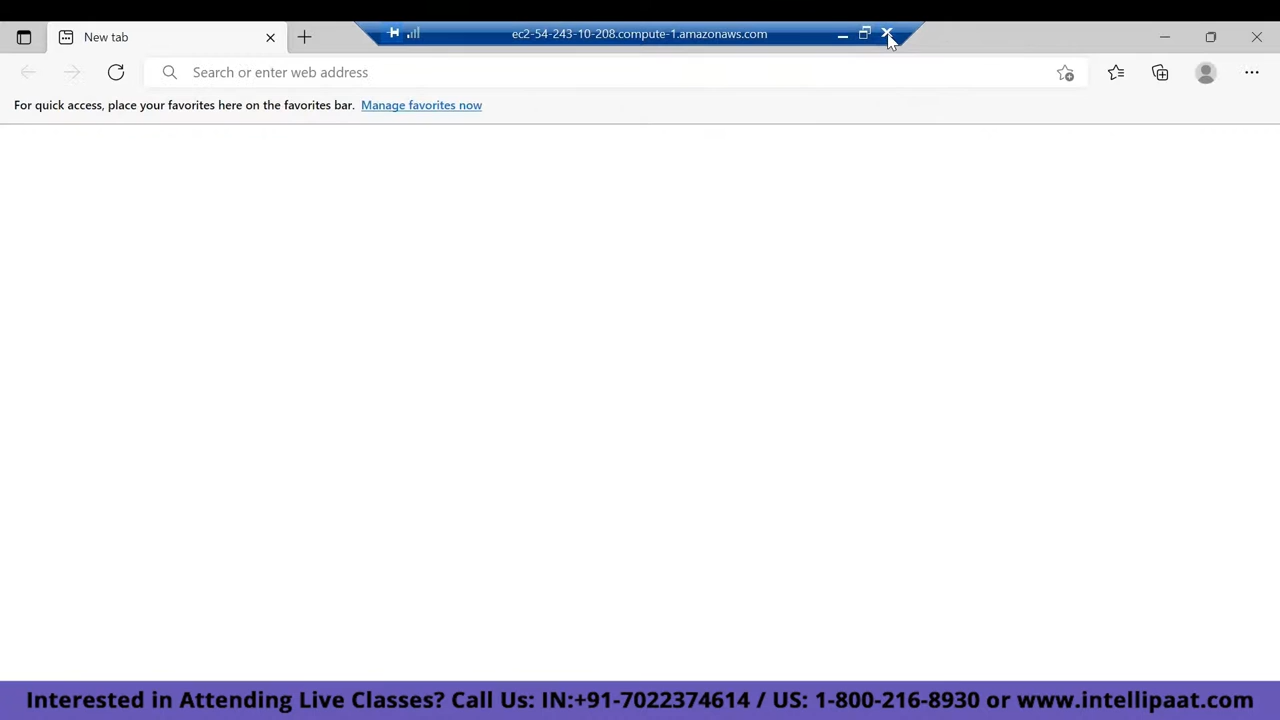 New tab
ec2-54-243-10-208.compute-1.amazonaws.com
Search or enter web address
For quick access, place your favorites here on the favorites bar. Manage favorites now
Interested in Attending Live Classes? Call Us: IN:+91-7022374614 / US: 1-800-216-8930 or www.intellipaat.com